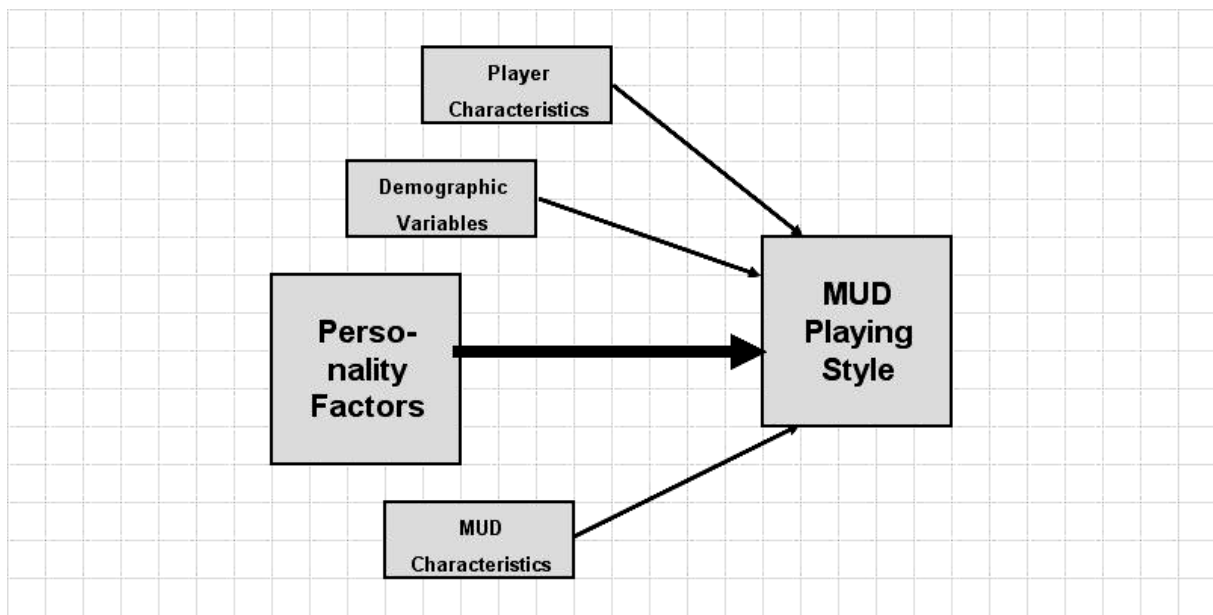 Player
Characteristics
Demographic
Variables
MUD
Playing
Style
Perso-
nality
Factors
MUD
Characteristics